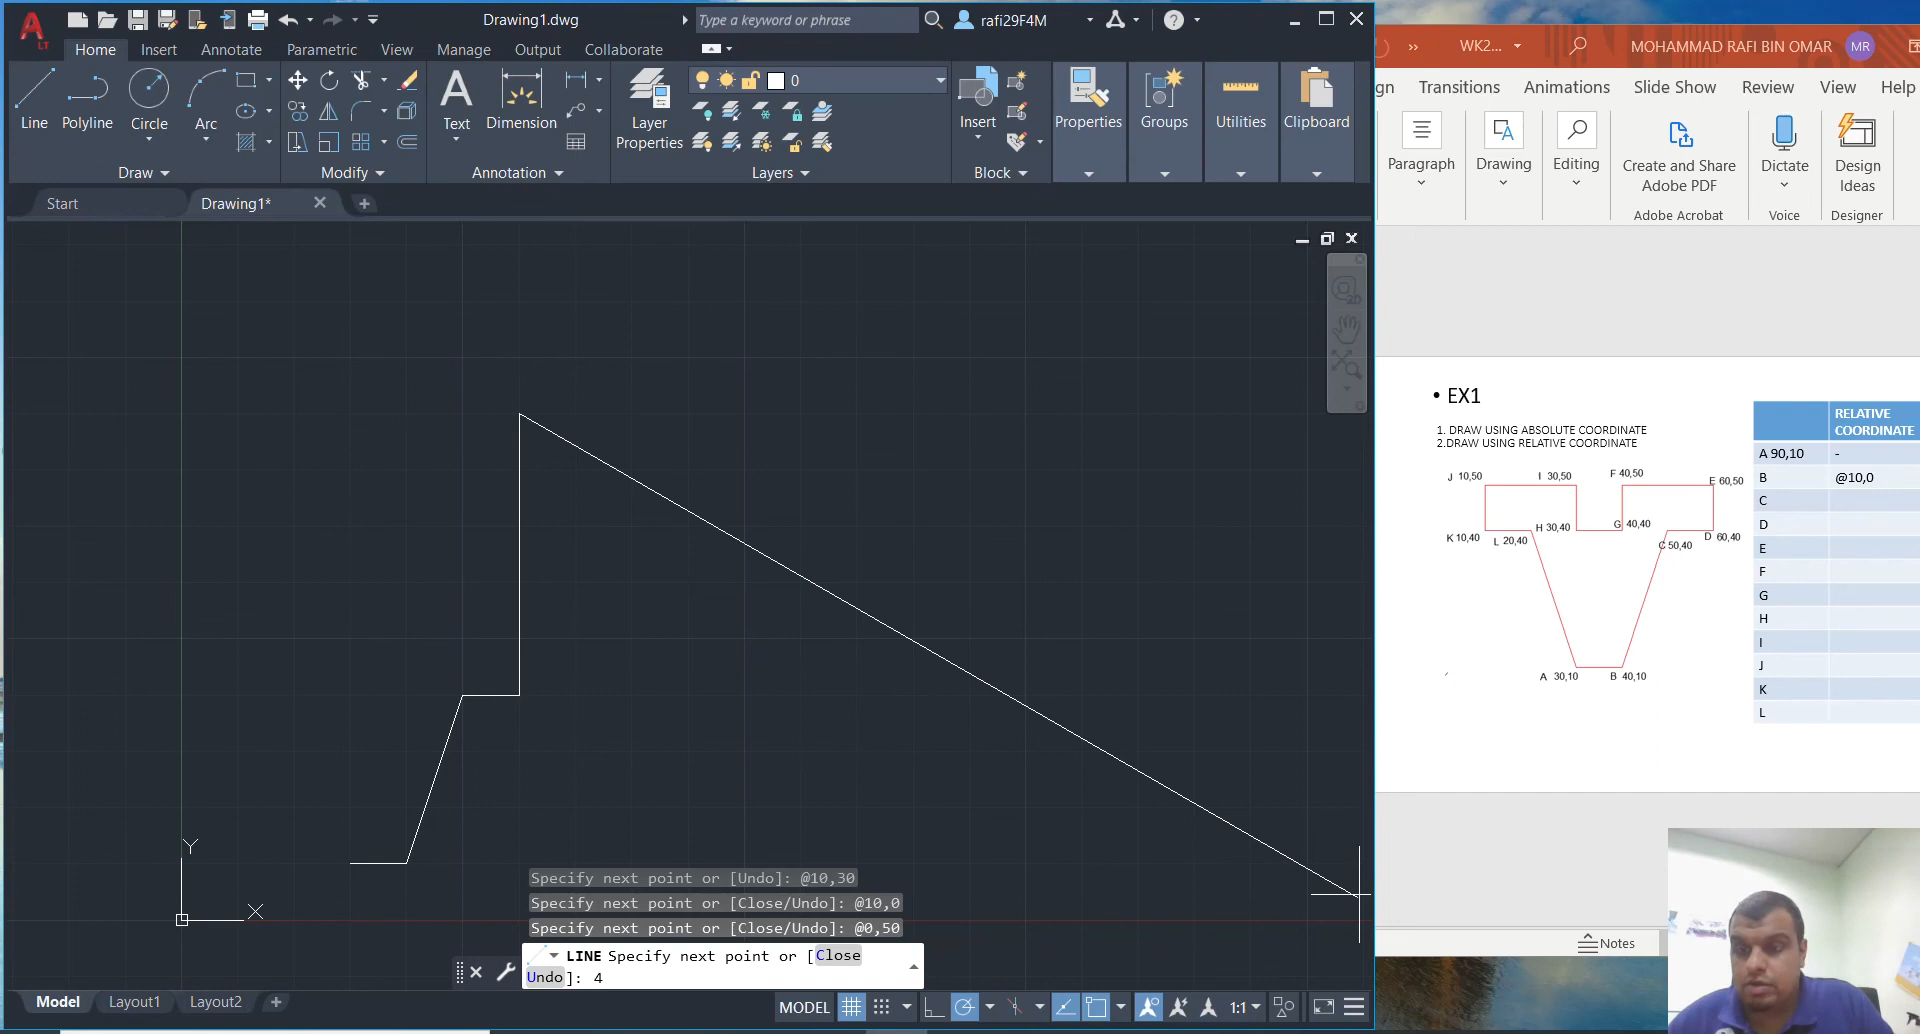 A
LT
Drawing1.dwg
Type a keyword or phrase
rafi29F4M
Home Insert Annotate Parametric View Manage Output Collaborate
Line Polyline Circle Arc
Text Dimension
Layer
Properties
0
Insert
Properties Groups Utilities Clipboard
Draw Modify Annotation Layers Block
Start Drawing1*
2D
Y
X
Specify next point or [Undo]: @10,30
Specify next point or [Close/Undo]: @10,0
Specify next point or [Close/Undo]: @0,50
LINE Specify next point or [Close
Undo]: 4
Model Layout1 Layout2
MODEL 1:1
WK2...
MOHAMMAD RAFI BIN OMAR MR
gn Transitions Animations Slide Show Review View Help
Paragraph Drawing Editing
Create and Share
Adobe PDF
Dictate
Design
Ideas
Adobe Acrobat Voice Designer
• EX1
1. DRAW USING ABSOLUTE COORDINATE
2.DRAW USING RELATIVE COORDINATE
J 10,50 I 30,50 F 40,50 E 60,50
H 30,40 G 40,40
K 10,40 L 20,40 C 50,40 D 60,40
A 30,10 B 40,10
RELATIVE
COORDINATE
A 90,10 -
B @10,0
C
D
E
F
G
H
I
J
K
L
Notes